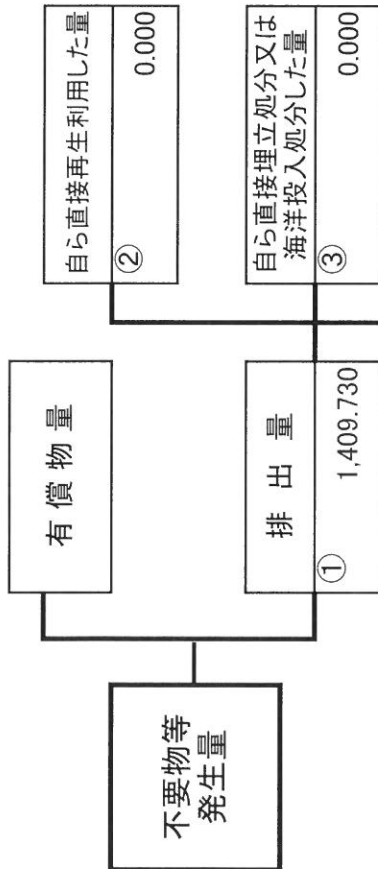 不要物等
発生量
有償物量
排出量
①
1,409.730
自ら直接再生利用した量
②
0.000
自ら直接埋立処分又は
海洋投入処分した量
③
0.000